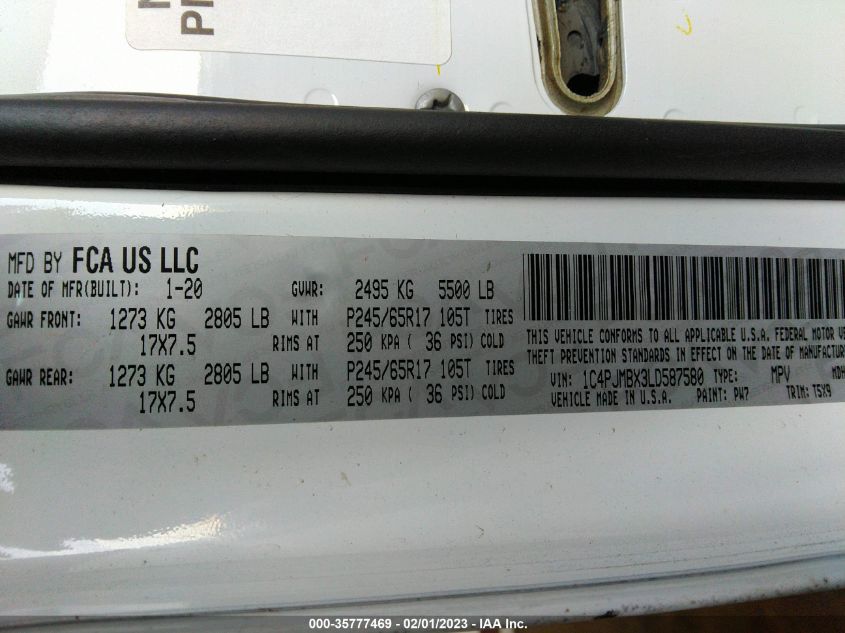 MFD BY FCA US LLC
DATE OF MFR(BUILT): 1-20 GVWR: 2495 KG 5500 LB
GAWR FRONT: 1273 KG 2805 LB WITH P245/65R17 105T TIRES
17X7.5 RIMS AT 250 KPA ( 36 PSI) COLD
GAWR REAR: 1273 KG 2805 LB WITH P245/65R17 105T TIRES
17X7.5 RIMS AT 250 KPA ( 36 PSI) COLD
THIS VEHICLE CONFORMS TO ALL APPLICABLE U.S.A. FEDERAL MOTOR
THEFT PREVENTION STANDARDS IN EFFECT ON THE DATE OF MANUFACTUR
VIN: 1C4PJMBX3LD587580 TYPE: MPV MDH
VEHICLE MADE IN U.S.A. PAINT: PW7 TRIM: T5X9
000-35777469 - 02/01/2023 - IAA Inc.